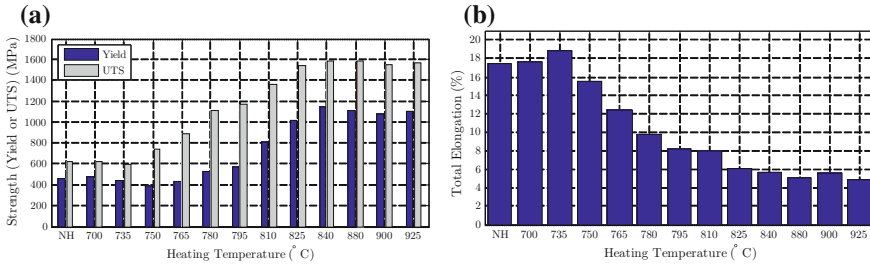 (a)
Strength (Yield or UTS) (MPa)
1800
1600
1400
1200
1000
800
600
400
200
0
Yield
UTS
NH 700 735 750 765 780 795 810 825 840 880 900 925
Heating Temperature (° C)
(b)
Total Elongation (%)
20
18
16
14
12
10
8
6
4
2
0
NH 700 735 750 765 780 795 810 825 840 880 900 925
Heating Temperature (° C)